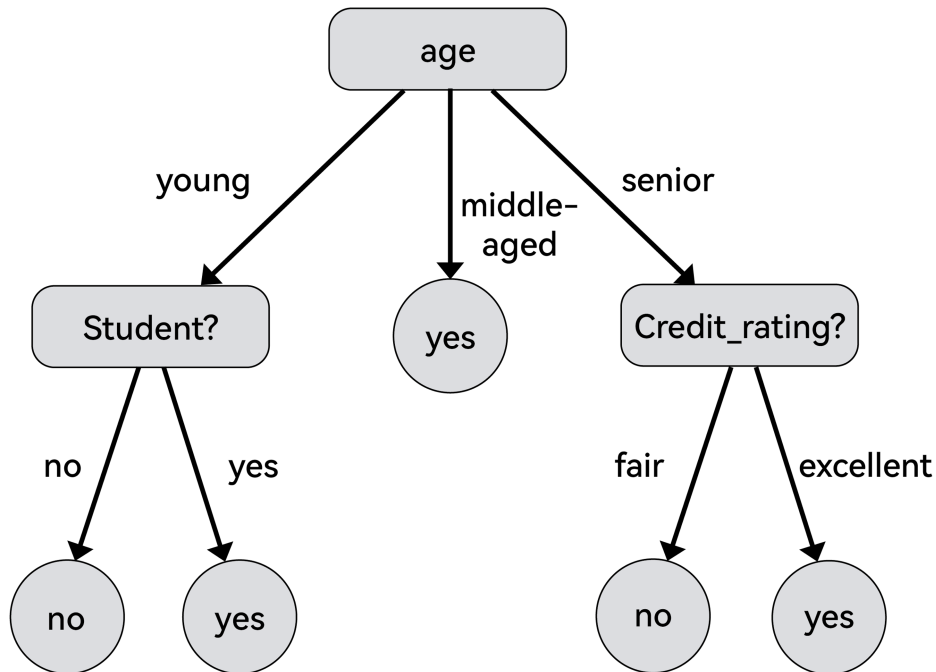 age
young
middle-
aged
senior
Student?
yes
Credit_rating?
no
yes
fair
excellent
no
yes
no
yes